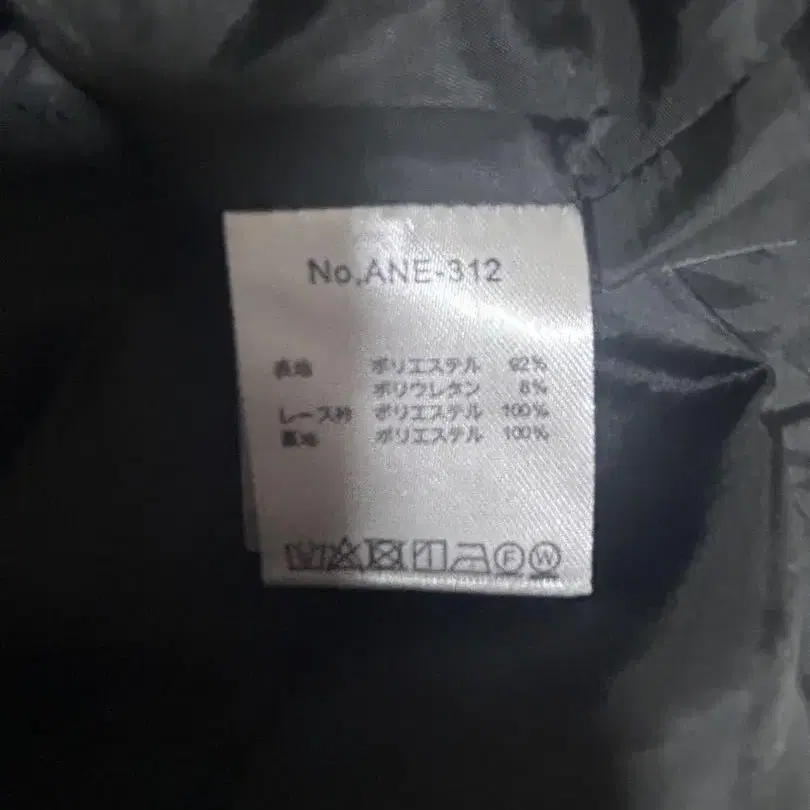 No,ANE-312
表地 ポリエステル 92%
ポリウレタン 8%
レース衿 ポリエステル 100%
裏地 ポリエステル 100%
F W